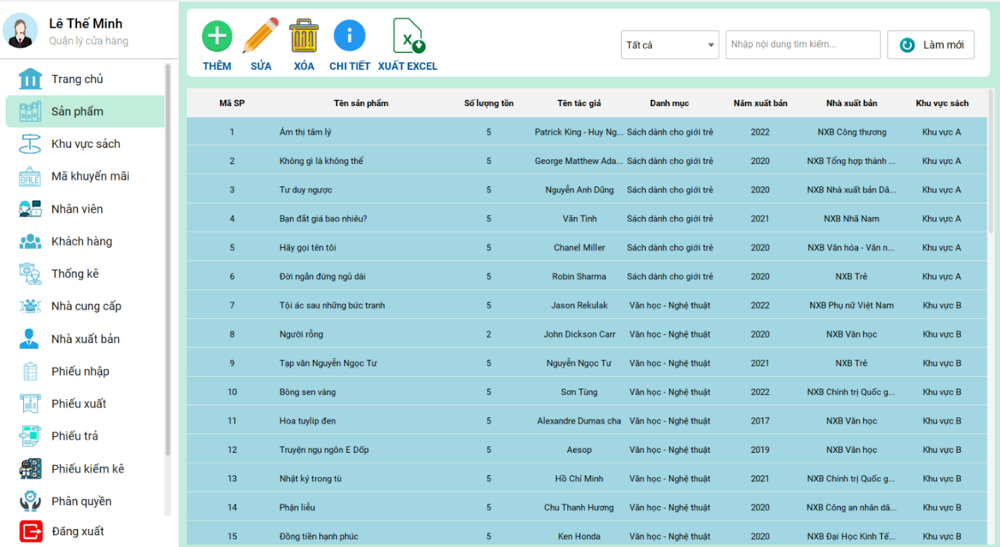 Lê Thế Minh
Quản lý cửa hàng
Trang chủ
Sản phẩm
Khu vực sách
Mã khuyến mãi
SALE
Nhân viên
Khách hàng
Thống kê
Nhà cung cấp
Nhà xuất bản
Phiếu nhập
Phiếu xuất
Phiếu trả
Phiếu kiểm kê
Phân quyền
Đăng xuất
THÊM SỬA XÓA CHI TIẾT XUẤT EXCEL
Tất cả Nhập nội dung tìm kiếm... Làm mới
Mã SP Tên sản phẩm Số lượng tồn Tên tác giả Danh mục Năm xuất bản Nhà xuất bản Khu vực sách
1 Ám thị tâm lý 5 Patrick King - Huy Ng... Sách dành cho giới trẻ 2022 NXB Công thương Khu vực A
2 Không gì là không thể 5 George Matthew Ada... Sách dành cho giới trẻ 2020 NXB Tổng hợp thành ... Khu vực A
3 Tư duy ngược 5 Nguyễn Anh Dũng Sách dành cho giới trẻ 2020 NXB Nhà xuất bản Dâ... Khu vực A
4 Bạn đắt giá bao nhiêu? 5 Vãn Tình Sách dành cho giới trẻ 2021 NXB Nhã Nam Khu vực A
5 Hãy gọi tên tôi 5 Chanel Miller Sách dành cho giới trẻ 2020 NXB Văn hóa - Văn n... Khu vực A
6 Đời ngắn đừng ngủ dài 5 Robin Sharma Sách dành cho giới trẻ 2020 NXB Trẻ Khu vực A
7 Tội ác sau những bức tranh 5 Jason Rekulak Văn học - Nghệ thuật 2022 NXB Phụ nữ Việt Nam Khu vực B
8 Người rỗng 2 John Dickson Carr Văn học - Nghệ thuật 2020 NXB Văn học Khu vực B
9 Tạp văn Nguyễn Ngọc Tư 5 Nguyễn Ngọc Tư Văn học - Nghệ thuật 2021 NXB Trẻ Khu vực B
10 Bông sen vàng 5 Sơn Tùng Văn học - Nghệ thuật 2022 NXB Chính trị Quốc g... Khu vực B
11 Hoa tuylip đen 5 Alexandre Dumas cha Văn học - Nghệ thuật 2017 NXB Văn học Khu vực B
12 Truyện ngụ ngôn E Dốp 5 Aesop Văn học - Nghệ thuật 2019 NXB Văn học Khu vực B
13 Nhật ký trong tù 5 Hồ Chí Minh Văn học - Nghệ thuật 2021 NXB Chính trị Quốc g... Khu vực B
14 Phận liễu 5 Chu Thanh Hương Văn học - Nghệ thuật 2020 NXB Công an nhân dâ... Khu vực B
15 Đồng tiền hạnh phúc 5 Ken Honda Văn học - Nghệ thuật 2020 NXB Đại Học Kinh Tế... Khu vực B